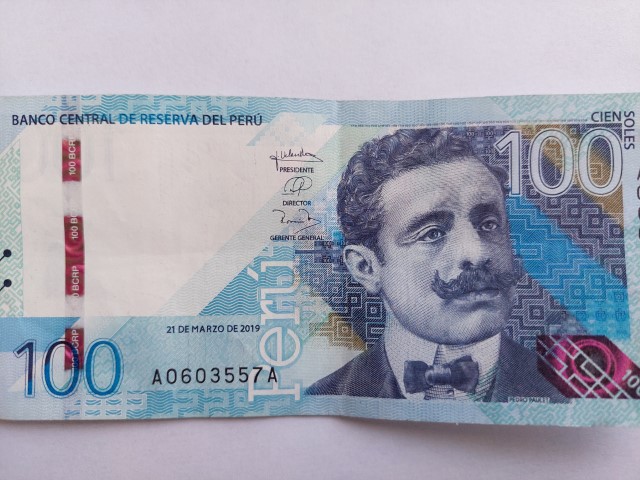 BANCO CENTRAL DE RESERVA DEL PERÚ
CIEN
SOLES
100
100 BCRP
100 BCRP
100 BCRP
100 BCRP
PRESIDENTE
DIRECTOR
GERENTE GENERAL
21 DE MARZO DE 2019
A0603557A
100
Perú